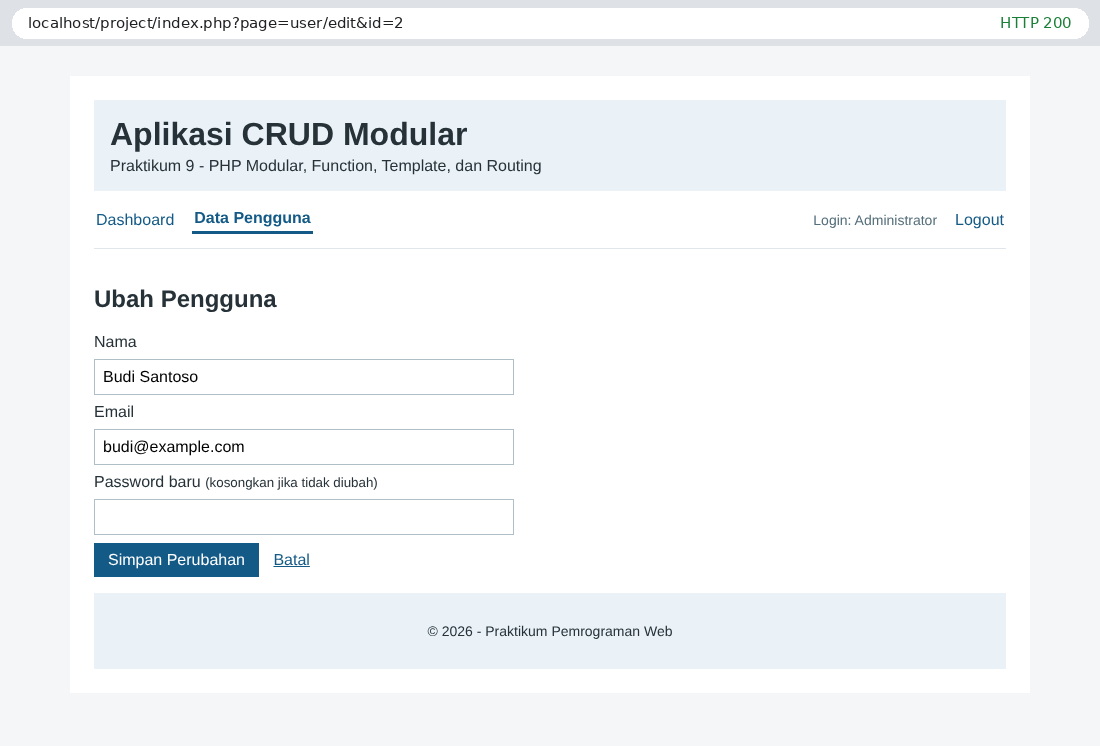 localhost/project/index.php?page=user/edit&id=2 HTTP 200
Aplikasi CRUD Modular
Praktikum 9 - PHP Modular, Function, Template, dan Routing
Dashboard Data Pengguna Login: Administrator Logout
Ubah Pengguna
Nama
Budi Santoso
Email
budi@example.com
Password baru (kosongkan jika tidak diubah)
Simpan Perubahan Batal
© 2026 - Praktikum Pemrograman Web